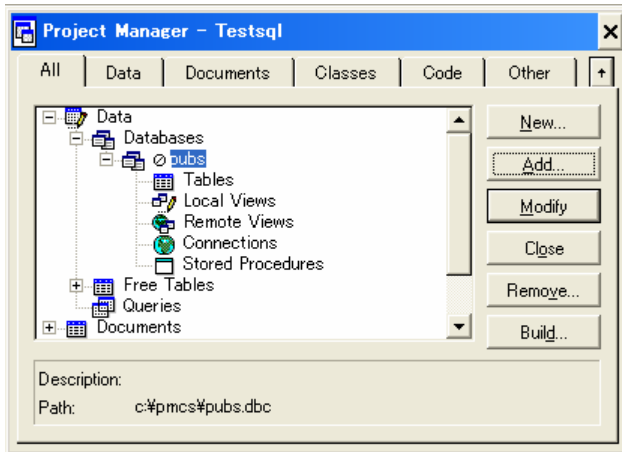 Project Manager - Testsql
All Data Documents Classes Code Other
Data
Databases
pubs
Tables
Local Views
Remote Views
Connections
Stored Procedures
Free Tables
Queries
Documents
New...
Add...
Modify
Close
Remove...
Build...
Description:
Path: c:¥pmcs¥pubs.dbc